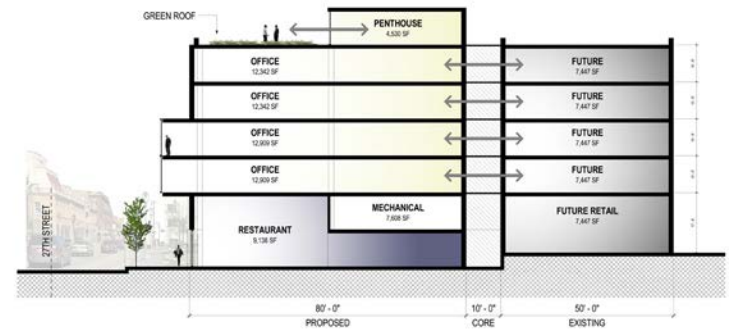 GREEN ROOF
PENTHOUSE
4,530 SF
OFFICE
12,342 SF
FUTURE
7,447 SF
OFFICE
12,342 SF
FUTURE
7,447 SF
OFFICE
12,909 SF
FUTURE
7,447 SF
OFFICE
12,909 SF
FUTURE
7,447 SF
MECHANICAL
7,608 SF
FUTURE RETAIL
7,447 SF
RESTAURANT
9,138 SF
27TH STREET
80' - 0"
10' - 0"
50' - 0"
PROPOSED
CORE
EXISTING